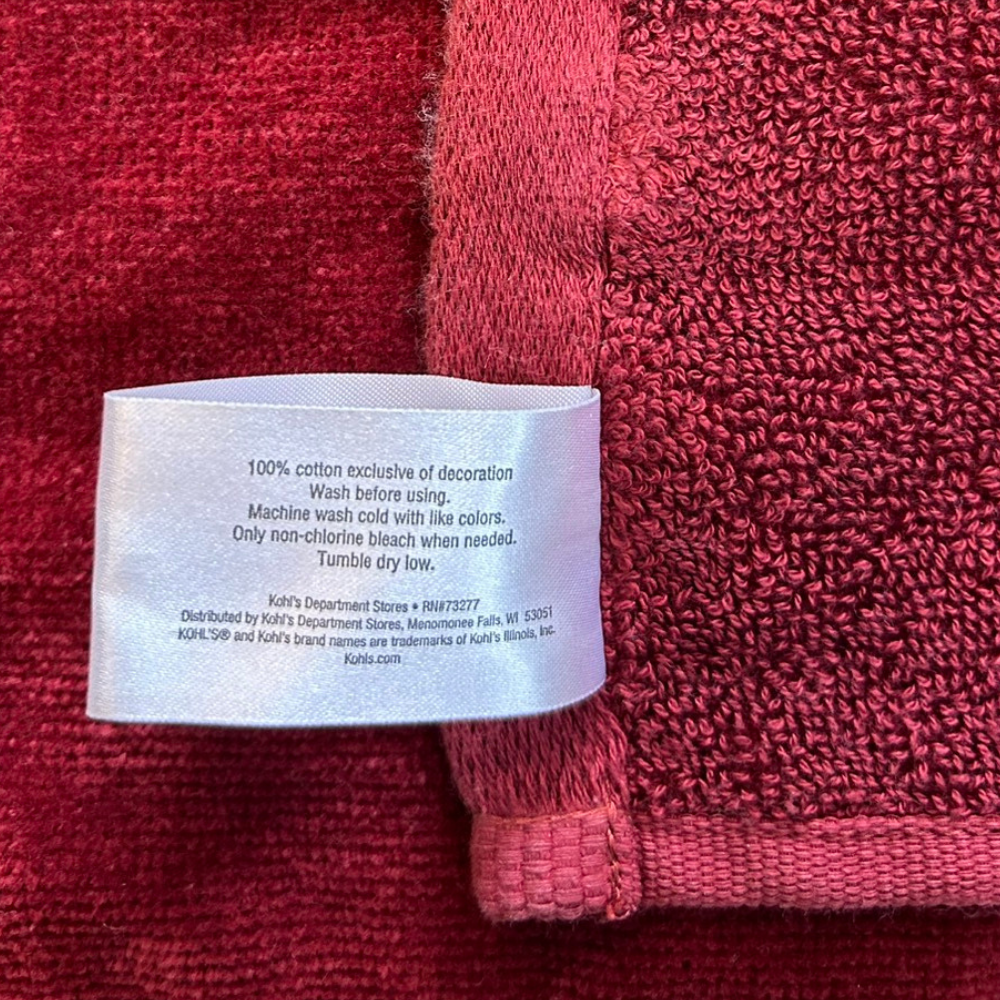 100% cotton exclusive of decoration
Wash before using.
Machine wash cold with like colors.
Only non-chlorine bleach when needed.
Tumble dry low.
Kohl's Department Stores • RN#73277
Distributed by Kohl's Department Stores, Menomonee Falls, WI 53051
KOHL'S® and Kohl's brand names are trademarks of Kohl's Illinois, Inc.
Kohls.com